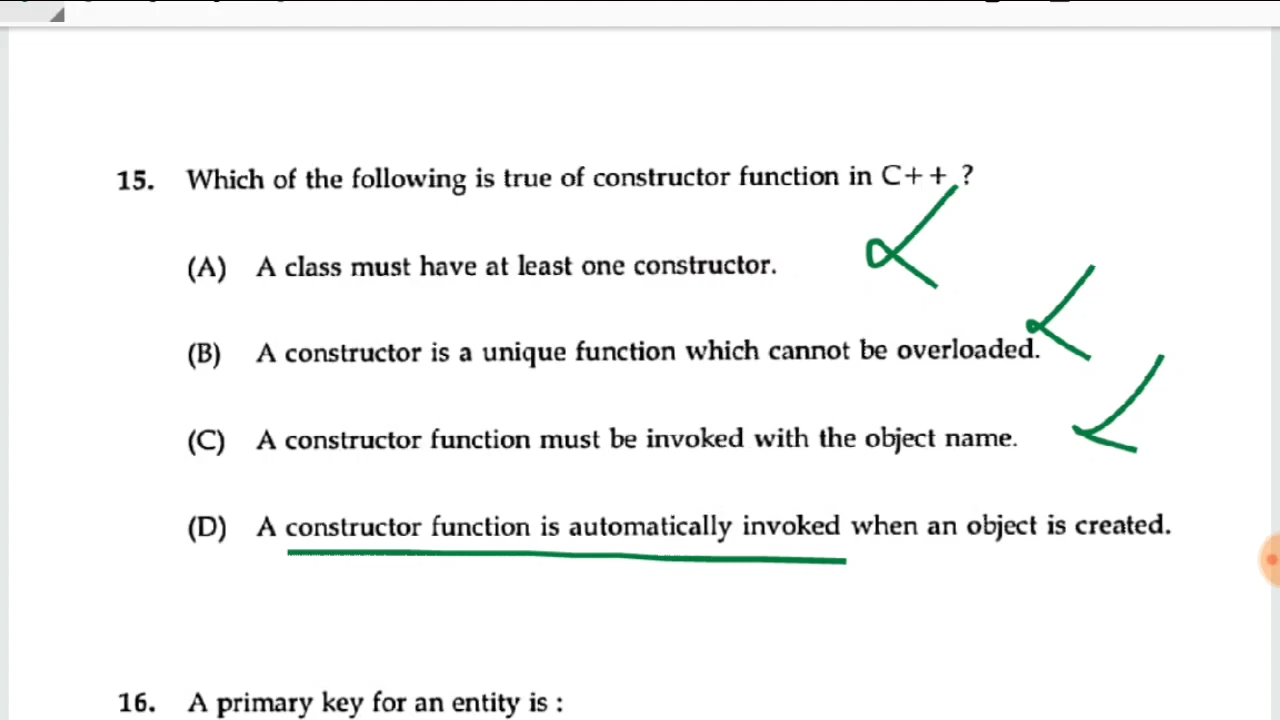 15. Which of the following is true of constructor function in C++ ?
(A) A class must have at least one constructor.
(B) A constructor is a unique function which cannot be overloaded.
(C) A constructor function must be invoked with the object name.
(D) A constructor function is automatically invoked when an object is created.
16. A primary key for an entity is :